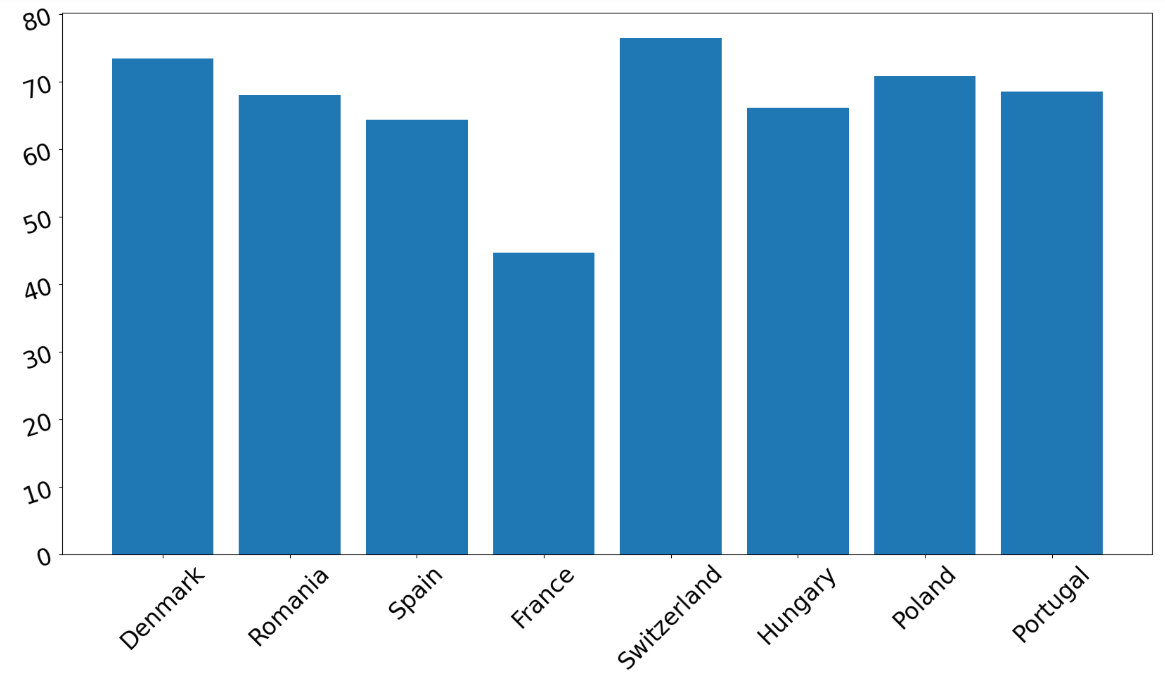 80
70
60
50
40
30
20
10
0
Denmark
Romania
Spain
France
Switzerland
Hungary
Poland
Portugal